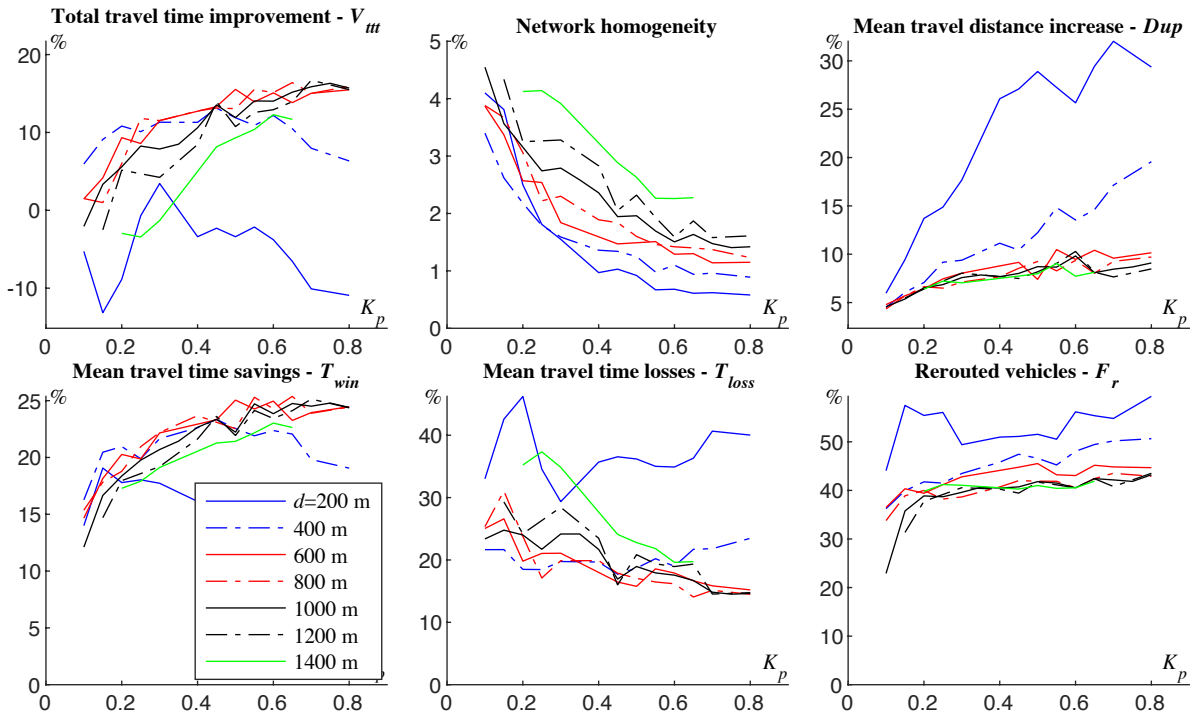 Total travel time improvement - V_ttt
%
20
10
0
-10
0 0.2 0.4 0.6 0.8
K_p
Network homogeneity
%
5
4
3
2
1
0
0 0.2 0.4 0.6 0.8
K_p
Mean travel distance increase - Dup
%
30
25
20
15
10
5
0 0.2 0.4 0.6 0.8
K_p
Mean travel time savings - T_win
%
25
20
15
10
5
0
0 0.2
d=200 m
400 m
600 m
800 m
1000 m
1200 m
1400 m
p
Mean travel time losses - T_loss
%
40
30
20
10
0
0 0.2 0.4 0.6 0.8
K_p
Rerouted vehicles - F_r
%
50
40
30
20
10
0
0 0.2 0.4 0.6 0.8
K_p